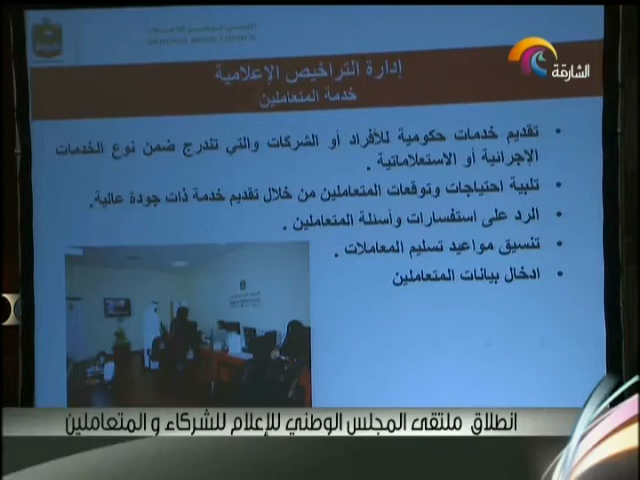 الشارقة
إدارة التراخيص الإعلامية
خدمة المتعاملين
تقديم خدمات حكومية للأفراد أو الشركات والتي تندرج ضمن نوع الخدمات
الإجرائية أو الاستعلاماتية .
تلبية احتياجات وتوقعات المتعاملين من خلال تقديم خدمة ذات جودة عالية.
الرد على استفسارات وأسئلة المتعاملين .
تنسيق مواعيد تسليم المعاملات .
ادخال بيانات المتعاملين
انطلاق ملتقى المجلس الوطني للإعلام للشركاء و المتعاملين